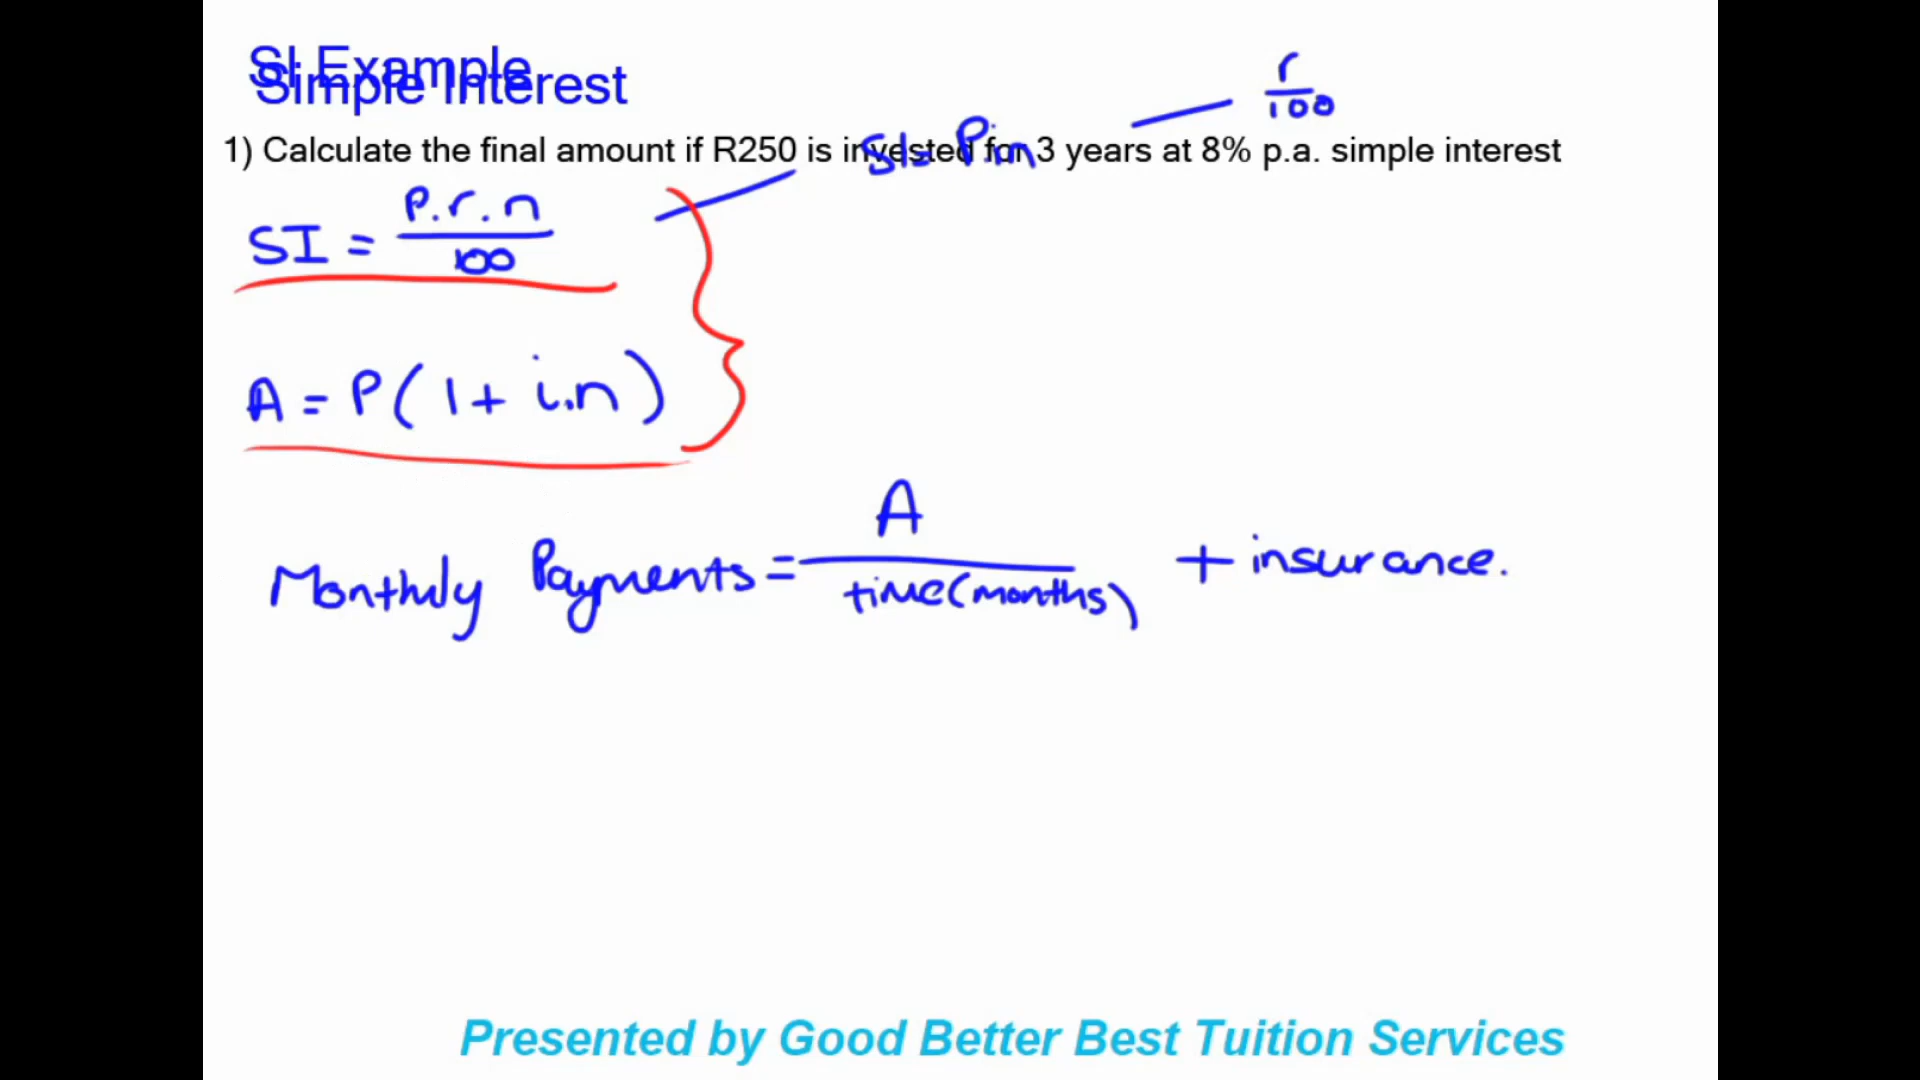 SI Example
Simple Interest
r
100
1) Calculate the final amount if R250 is invested for 3 years at 8% p.a. simple interest
SI = P.in
SI = P.r.n
100
A = P(1 + i.n)
Monthly Payments = A
time(months)
+ insurance.
Presented by Good Better Best Tuition Services